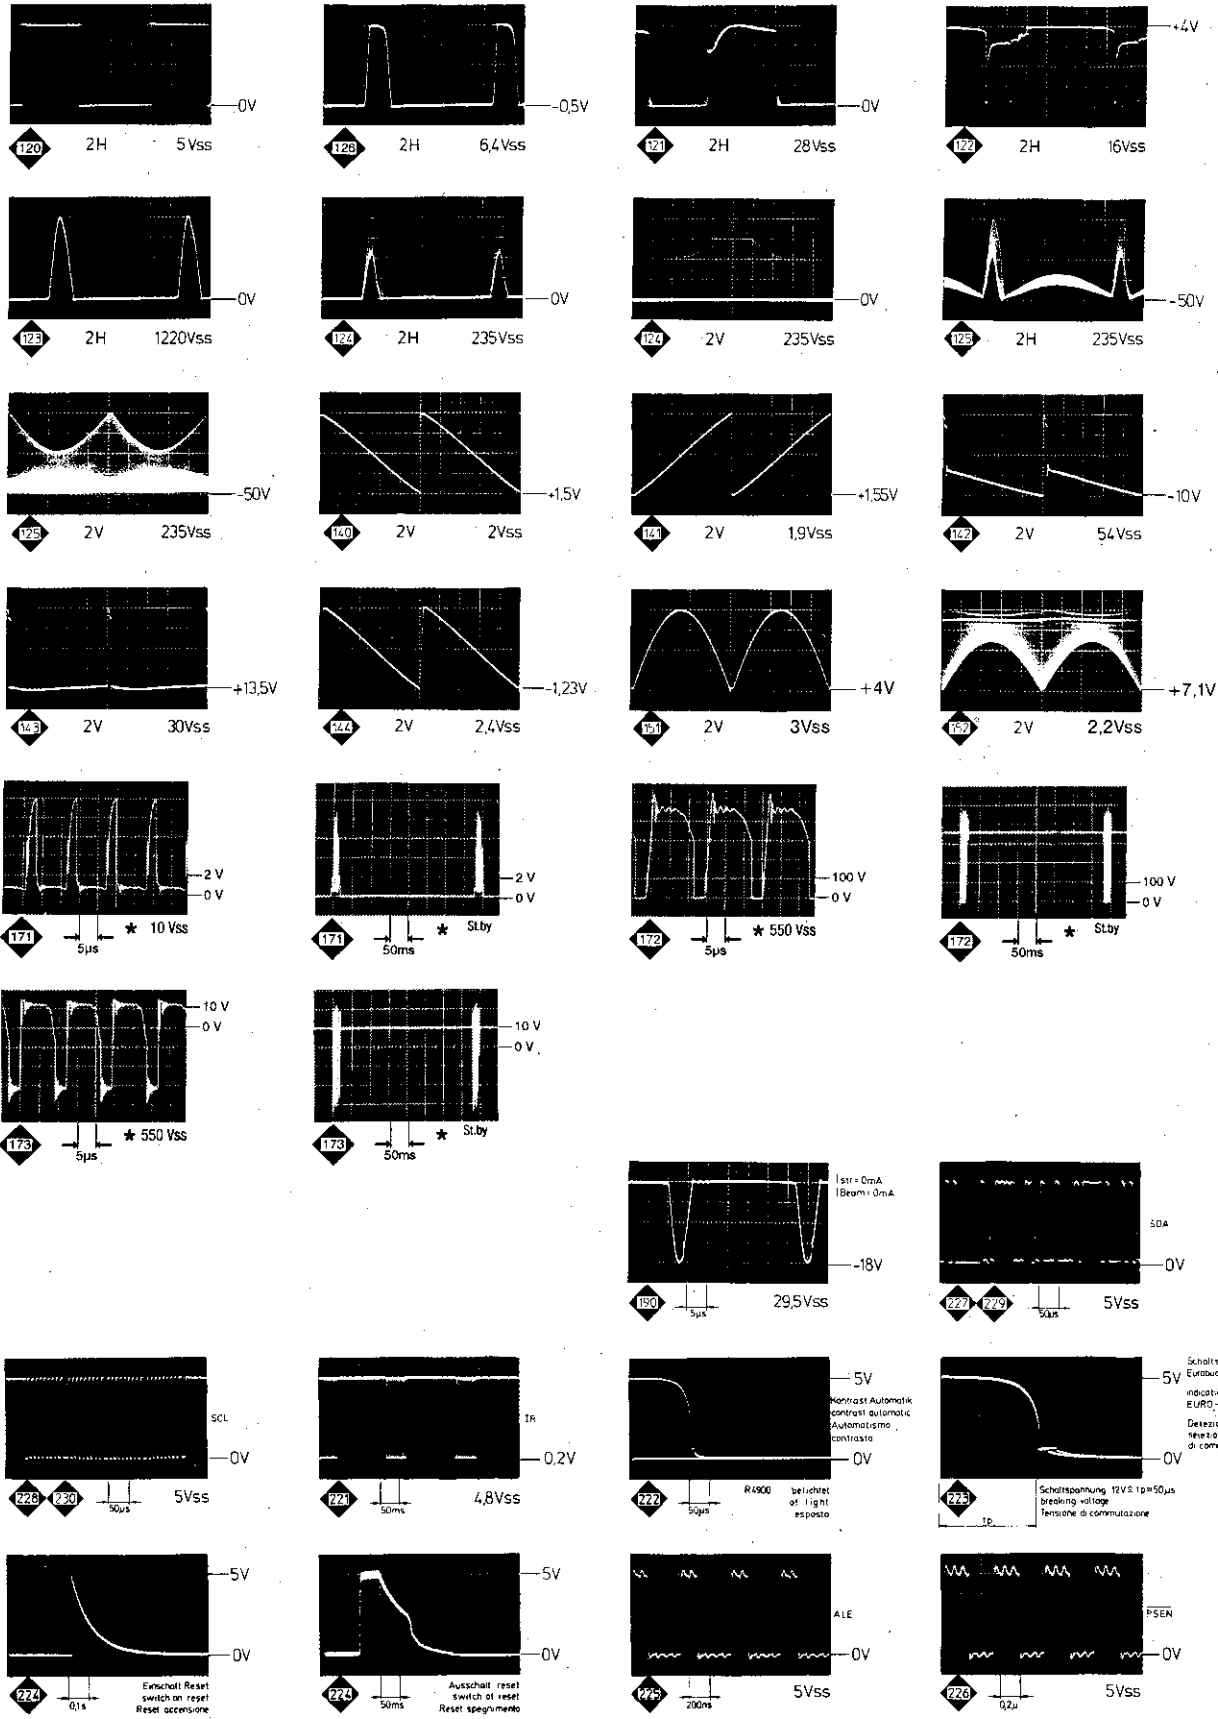 0V
120 2H 5Vss
-0,5V
126 2H 6,4Vss
0V
121 2H 28Vss
+4V
122 2H 16Vss
0V
123 2H 1220Vss
0V
124 2H 235Vss
0V
124 2V 235Vss
-50V
125 2H 235Vss
-50V
125 2V 235Vss
+1,5V
140 2V 2Vss
+1,55V
141 2V 1,9Vss
-10V
142 2V 54Vss
+13,5V
143 2V 30Vss
-1,23V
144 2V 2,4Vss
+4V
151 2V 3Vss
+7,1V
152 2V 2,2Vss
2 V
0 V
171 5µs ★ 10 Vss
2 V
0 V
171 50ms ★ St.by
100 V
0 V
172 5µs ★ 550 Vss
100 V
0 V
172 50ms ★ St.by
10 V
0 V
173 5µs ★ 550 Vss
10 V
0 V
173 50ms ★ St.by
I str = 0mA
I Beam = 0mA
-18V
190 5µs 29,5Vss
SDA
0V
227 229 50µs 5Vss
SCL
0V
228 230 50µs 5Vss
IR
0,2V
221 50ms 4,8Vss
5V
Kontrast Automatik
contrast automatic
Automatismo
contrasto
0V
222 50µs R4900 belichtet
of light
esposto
5V
0V
223 tp
Schaltspannung 12V ≙ tp=50µs
breaking voltage
Tensione di commutazione
5V
0V
224 0,1s
Einschalt Reset
switch on reset
Reset accensione
5V
0V
224 50ms
Ausschalt reset
switch of reset
Reset spegnimento
ALE
0V
225 200ns 5Vss
PSEN
0V
226 0,2µ 5Vss